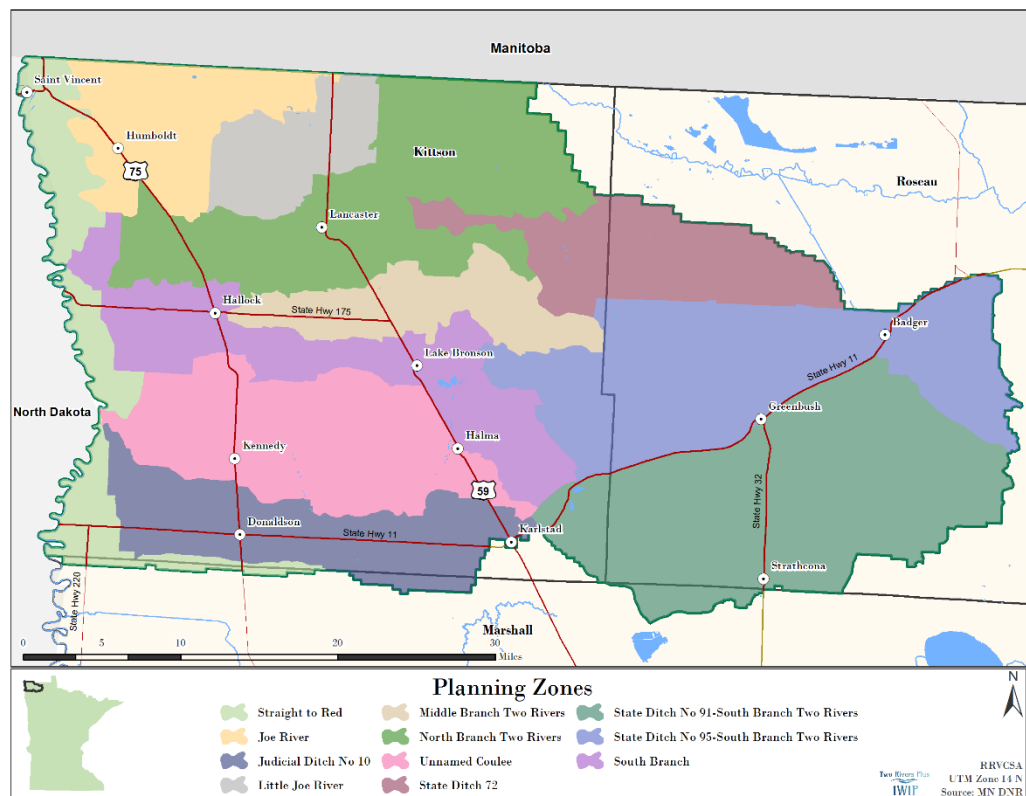 Manitoba
Saint Vincent
Humboldt
75
Kittson
Roseau
Lancaster
Hallock
State Hwy 175
Badger
Lake Bronson
State Hwy 11
North Dakota
Greenbush
Kennedy
Halma
59
State Hwy 32
Donaldson
State Hwy 11
Karlstad
Strathcona
State Hwy 220
Marshall
0 5 10 20 30
Miles
Planning Zones
N
Straight to Red
Joe River
Judicial Ditch No 10
Little Joe River
Middle Branch Two Rivers
North Branch Two Rivers
Unnamed Coulee
State Ditch 72
State Ditch No 91-South Branch Two Rivers
State Ditch No 95-South Branch Two Rivers
South Branch
Two Rivers Plus
1W1P
RRVCSA
UTM Zone 14 N
Source: MN DNR